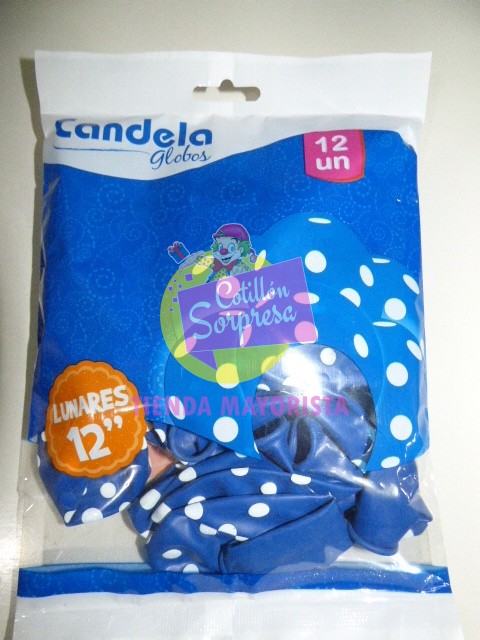 Candela
Globos
12
un
Cotillón
Sorpresa
TIENDA MAYORISTA
LUNARES
12"